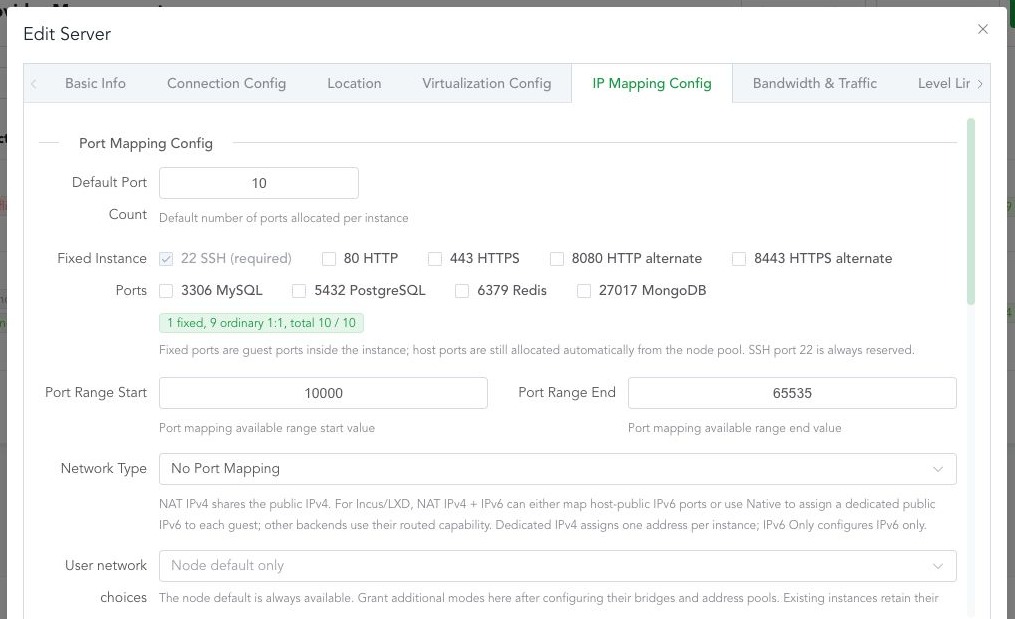 Edit Server
Basic Info Connection Config Location Virtualization Config IP Mapping Config Bandwidth & Traffic Level Lir
Port Mapping Config
Default Port Count 10
Default number of ports allocated per instance
Fixed Instance Ports 22 SSH (required) 80 HTTP 443 HTTPS 8080 HTTP alternate 8443 HTTPS alternate
3306 MySQL 5432 PostgreSQL 6379 Redis 27017 MongoDB
1 fixed, 9 ordinary 1:1, total 10 / 10
Fixed ports are guest ports inside the instance; host ports are still allocated automatically from the node pool. SSH port 22 is always reserved.
Port Range Start 10000 Port Range End 65535
Port mapping available range start value Port mapping available range end value
Network Type No Port Mapping
NAT IPv4 shares the public IPv4. For Incus/LXD, NAT IPv4 + IPv6 can either map host-public IPv6 ports or use Native to assign a dedicated public
IPv6 to each guest; other backends use their routed capability. Dedicated IPv4 assigns one address per instance; IPv6 Only configures IPv6 only.
User network choices Node default only
The node default is always available. Grant additional modes here after configuring their bridges and address pools. Existing instances retain their